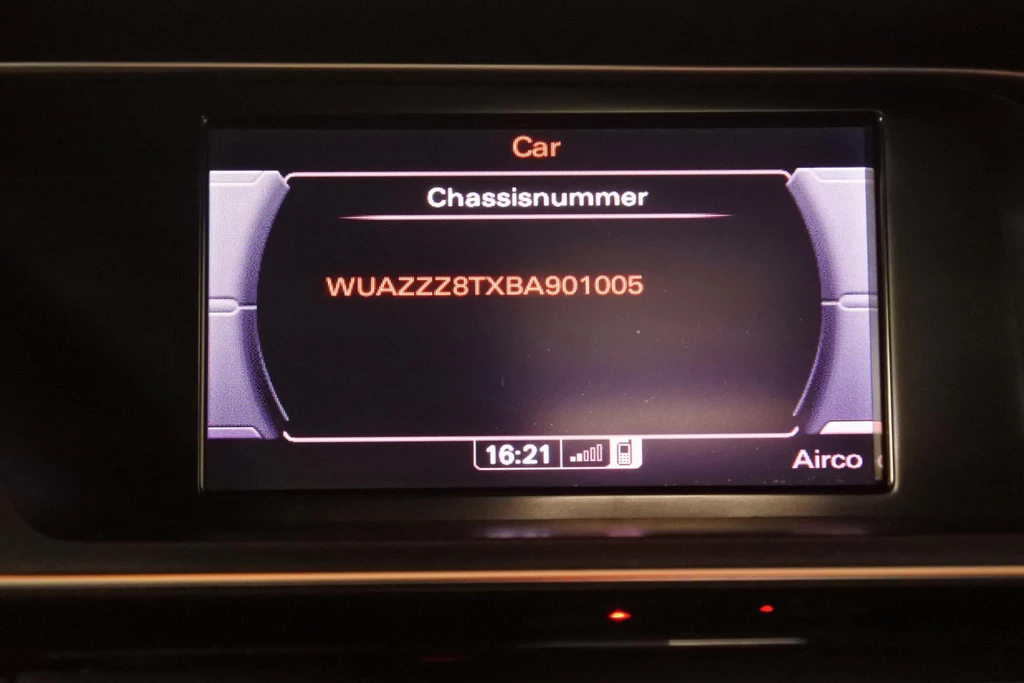 Car
Chassisnummer
WUAZZZ8TXBA901005
16:21
Airco